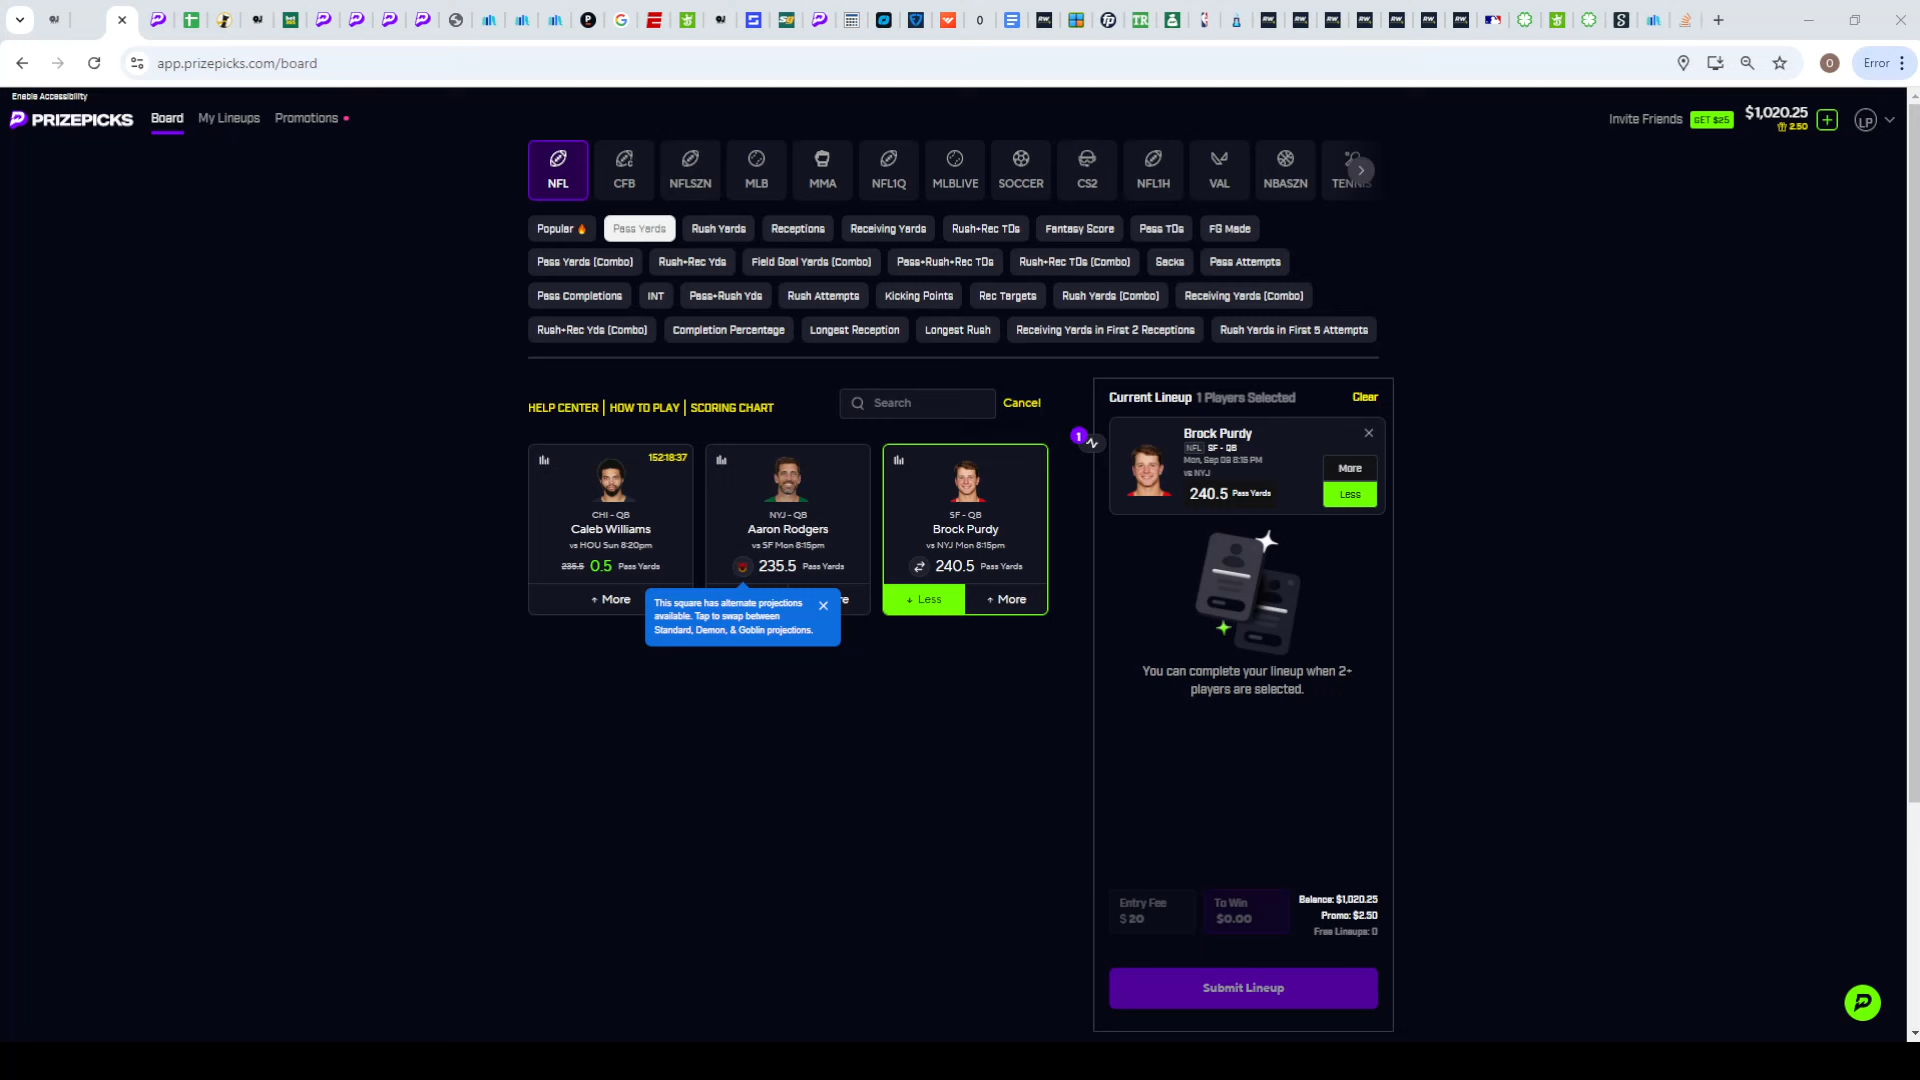 app.prizepicks.com/board
Error
Enable Accessibility
PRIZEPICKS
Board
My Lineups
Promotions
Invite Friends
GET $25
$1,020.25
2.50
LP
NFL
CFB
NFLSZN
MLB
MMA
NFL1Q
MLBLIVE
SOCCER
CS2
NFL1H
VAL
NBASZN
TENNIS
Popular
Pass Yards
Rush Yards
Receptions
Receiving Yards
Rush+Rec TDs
Fantasy Score
Pass TDs
FG Made
Pass Yards (Combo)
Rush+Rec Yds
Field Goal Yards (Combo)
Pass+Rush+Rec TDs
Rush+Rec TDs (Combo)
Sacks
Pass Attempts
Pass Completions
INT
Pass+Rush Yds
Rush Attempts
Kicking Points
Rec Targets
Rush Yards (Combo)
Receiving Yards (Combo)
Rush+Rec Yds (Combo)
Completion Percentage
Longest Reception
Longest Rush
Receiving Yards in First 2 Receptions
Rush Yards in First 5 Attempts
HELP CENTER | HOW TO PLAY | SCORING CHART
Search
Cancel
152:18:37
CHI - QB
Caleb Williams
vs HOU Sun 8:20pm
235.5 0.5 Pass Yards
↑ More
NYJ - QB
Aaron Rodgers
vs SF Mon 8:15pm
235.5 Pass Yards
re
This square has alternate projections
available. Tap to swap between
Standard, Demon, & Goblin projections.
SF - QB
Brock Purdy
vs NYJ Mon 8:15pm
240.5 Pass Yards
↓ Less
↑ More
Current Lineup 1 Players Selected
Clear
1
Brock Purdy
NFL SF - QB
Mon, Sep 09 8:15 PM
vs NYJ
240.5 Pass Yards
More
Less
You can complete your lineup when 2+
players are selected.
Entry Fee
$ 20
To Win
$0.00
Balance: $1,020.25
Promo: $2.50
Free Lineups: 0
Submit Lineup